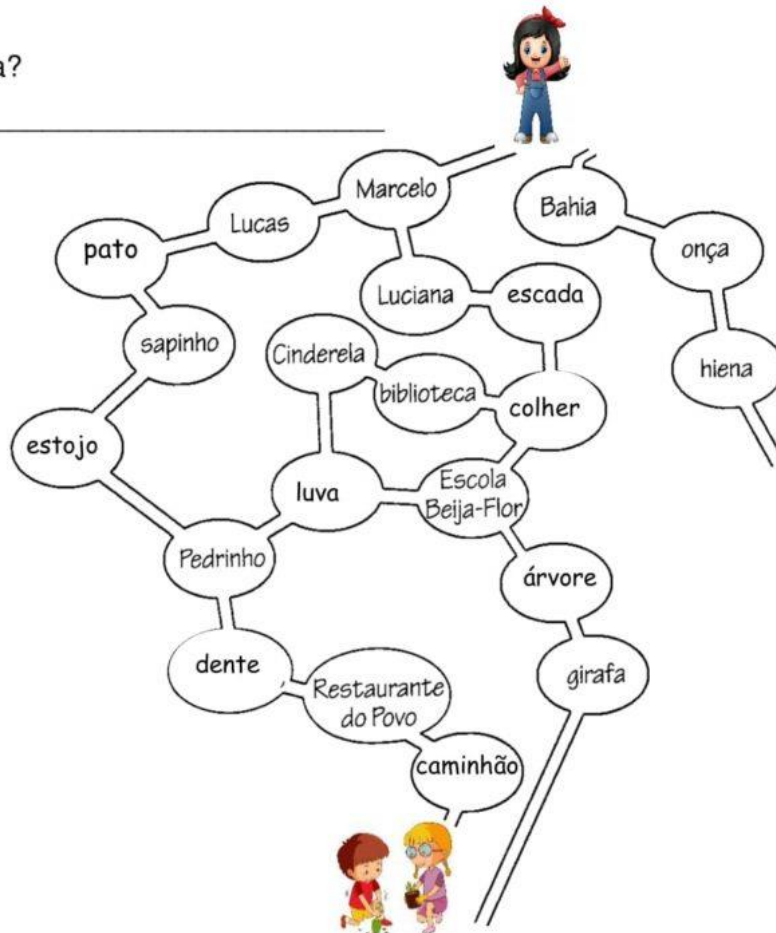 a?
Marcelo
Lucas
Bahia
pato
onça
Luciana
escada
sapinho
Cinderela
hiena
biblioteca
colher
estojo
luva
Escola
Beija-Flor
Pedrinho
árvore
dente
Restaurante
do Povo
girafa
caminhão